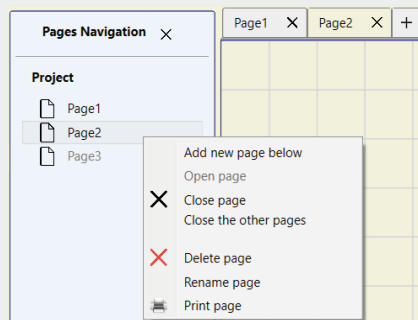 Pages Navigation
Page1
Page2
+
Project
Page1
Page2
Page3
Add new page below
Open page
Close page
Close the other pages
Delete page
Rename page
Print page